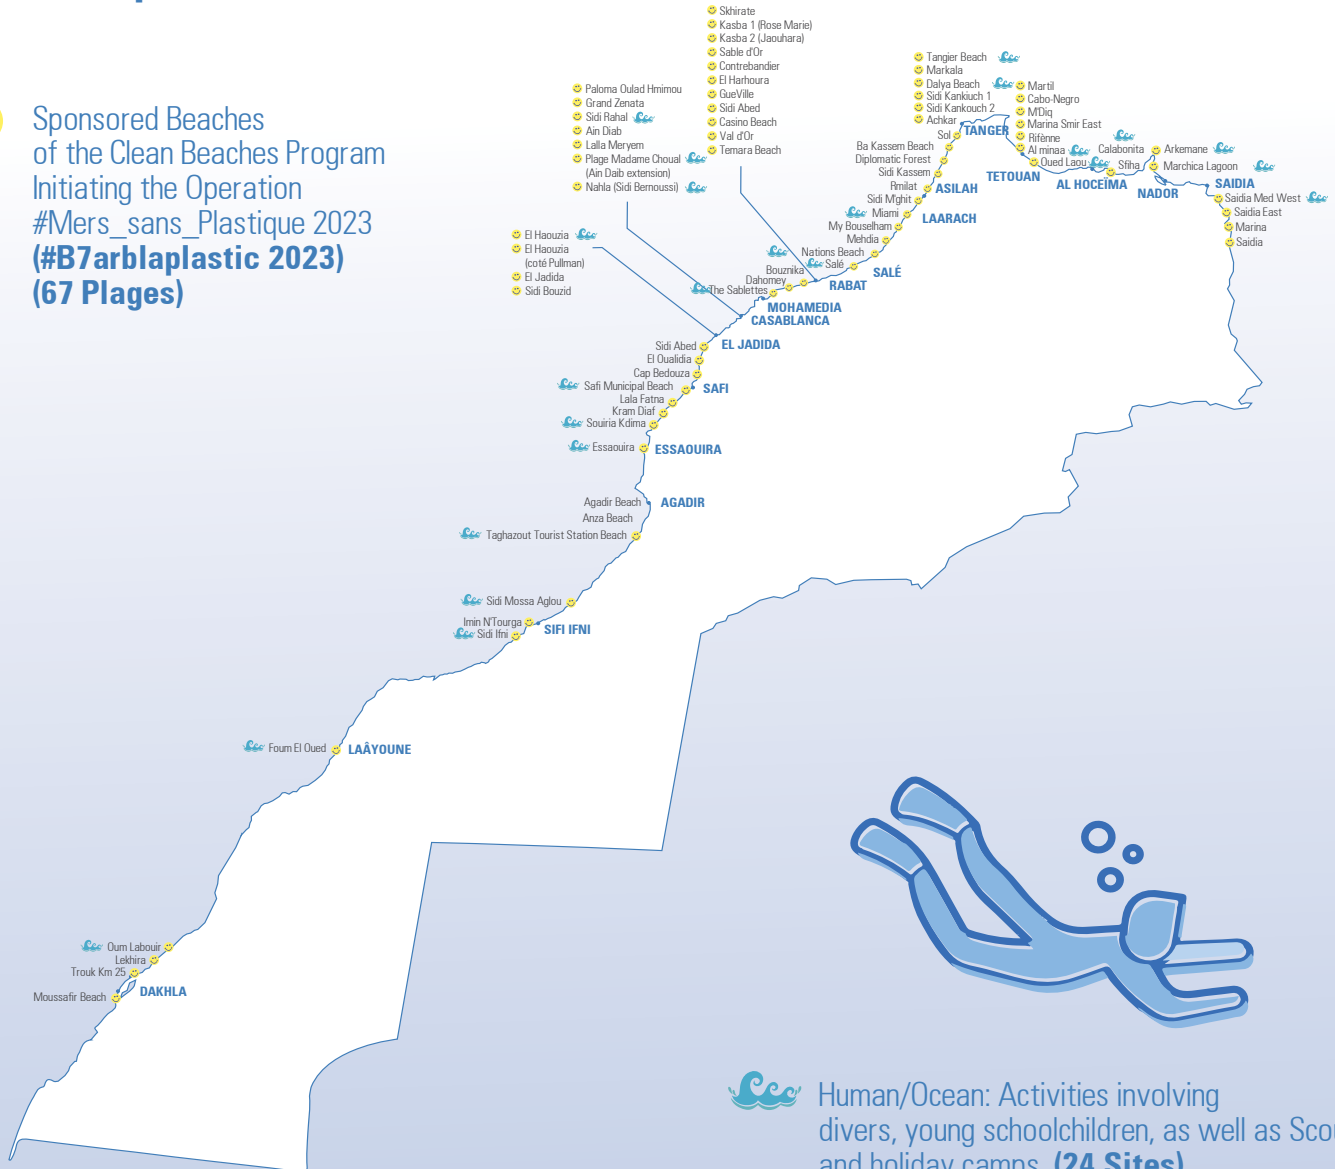 Sponsored Beaches
of the Clean Beaches Program
Initiating the Operation
#Mers_sans_Plastique 2023
(#B7arblaplastic 2023)
(67 Plages)
Skhirate
Kasba 1 (Rose Marie)
Kasba 2 (Jaouhara)
Sable d'Or
Contrebandier
El Harhoura
GueVille
Sidi Abed
Casino Beach
Val d'Or
Temara Beach
Paloma Oulad Hmimou
Grand Zenata
Sidi Rahal
Ain Diab
Lalla Meryem
Plage Madame Choual
(Ain Daib extension)
Nahla (Sidi Bernoussi)
El Haouzia
El Haouzia
(coté Pullman)
El Jadida
Sidi Bouzid
Tangier Beach
Markala
Dalya Beach
Sidi Kankiuch 1
Sidi Kankouch 2
Achkar
Sol
TANGER
Ba Kassem Beach
Diplomatic Forest
Sidi Kassem
Rmilat
ASILAH
Sidi M'ghit
Miami
LAARACH
My Bouselham
Mehdia
Nations Beach
Salé
SALÉ
Bouznika
Dahomey
RABAT
The Sablettes
MOHAMEDIA
CASABLANCA
Martil
Cabo-Negro
M'Diq
Marina Smir East
Rifènne
Al minaa
Oued Laou
TETOUAN
Calabonita
Sfiha
AL HOCEÏMA
Arkemane
Marchica Lagoon
NADOR
SAIDIA
Saidia Med West
Saidia East
Marina
Saidia
Sidi Abed
EL JADIDA
El Oualidia
Cap Bedouza
Safi Municipal Beach
SAFI
Lala Fatna
Kram Diaf
Souiria Kdima
Essaouira
ESSAOUIRA
Agadir Beach
AGADIR
Anza Beach
Taghazout Tourist Station Beach
Sidi Mossa Aglou
Imin N'Tourga
SIFI IFNI
Sidi Ifni
Foum El Oued
LAÂYOUNE
Oum Labouir
Lekhira
Trouk Km 25
Moussafir Beach
DAKHLA
Human/Ocean: Activities involving
divers, young schoolchildren, as well as
and holiday camps (24 Sites)